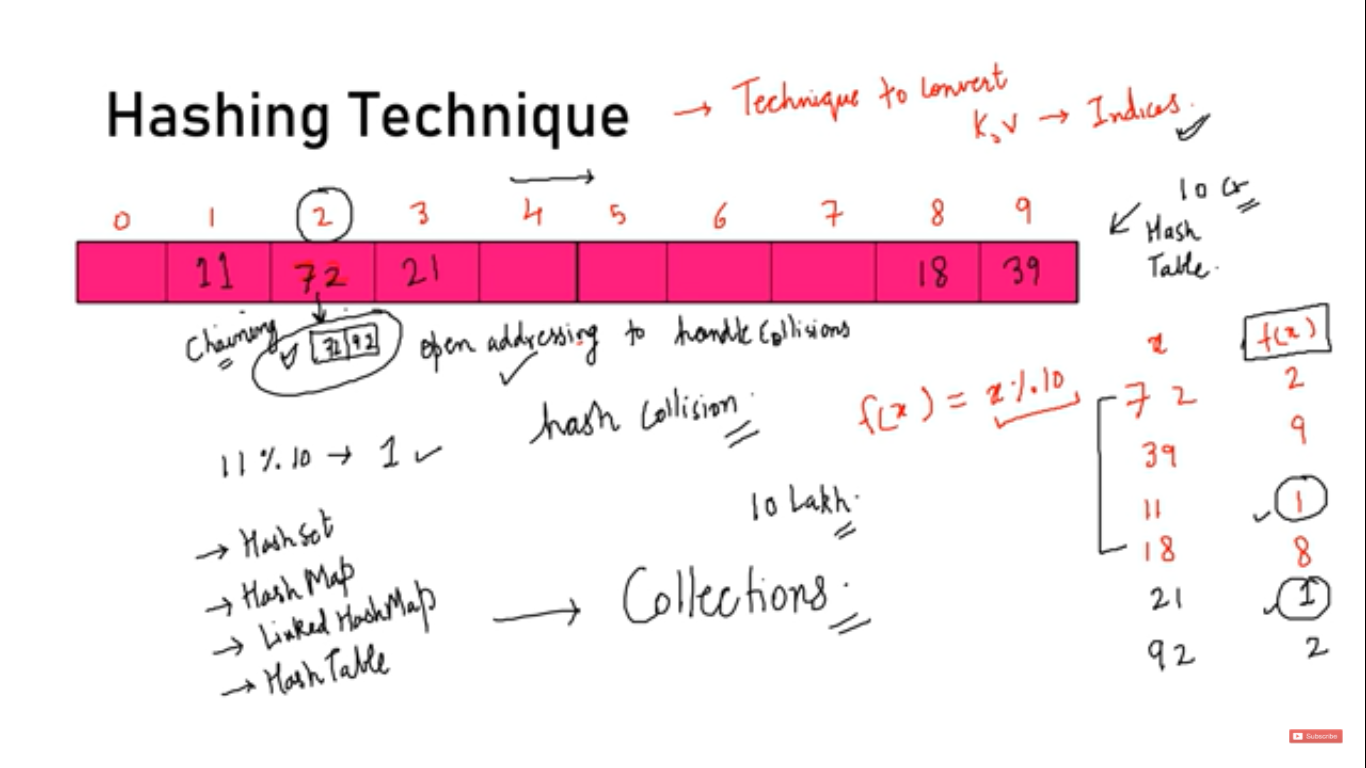 Hashing Technique → Technique to convert
K,V → Indices.
10 Cr
0 1 2 3 4 5 6 7 8 9
Hash
Table.
11 72 21 18 39
Chaining 72 92 open addressing to handle Collisions
x f(x)
hash Collision. f(x) = x%10 72 2
39 9
11%10 → 1
10 Lakh. 11 1
→ HashSet 18 8
→ HashMap
→ Linked HashMap → Collections. 21 1
→ HashTable 92 2
Subscribe